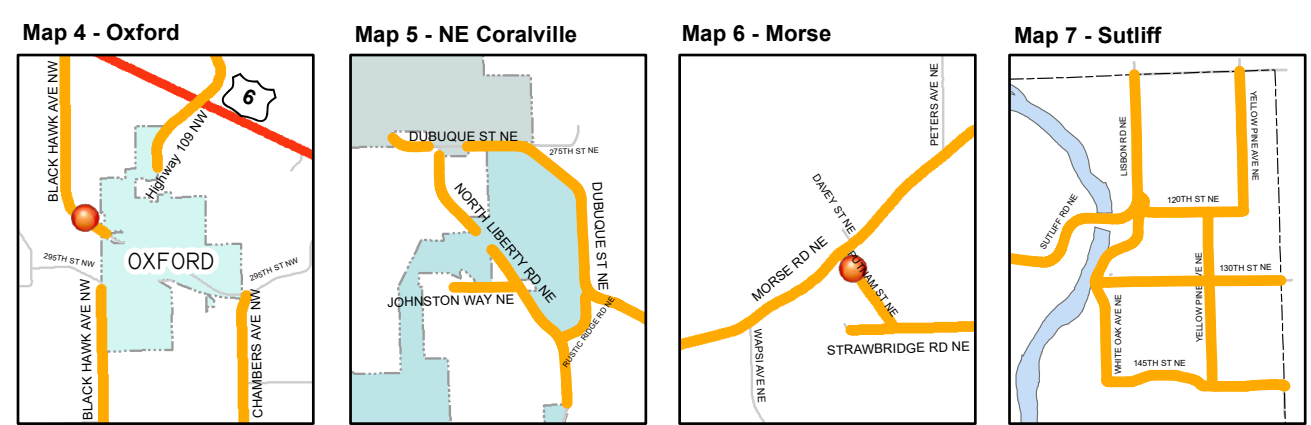 Map 4 - Oxford
BLACK HAWK AVE NW
6
Highway 109 NW
OXFORD
295TH ST NW
295TH ST NW
BLACK HAWK AVE NW
CHAMBERS AVE NW
Map 5 - NE Coralville
DUBUQUE ST NE
275TH ST NE
NORTH LIBERTY RD NE
DUBUQUE ST NE
JOHNSTON WAY NE
RUSTIC RIDGE RD NE
Map 6 - Morse
PETERS AVE NE
DAVEY ST NE
MORSE RD NE
PUTNAM ST NE
WAPSI AVE NE
STRAWBRIDGE RD NE
Map 7 - Sutliff
LISBON RD NE
YELLOW PINE AVE NE
120TH ST NE
SUTLIFF RD NE
130TH ST NE
YELLOW PINE AVE NE
WHITE OAK AVE NE
145TH ST NE